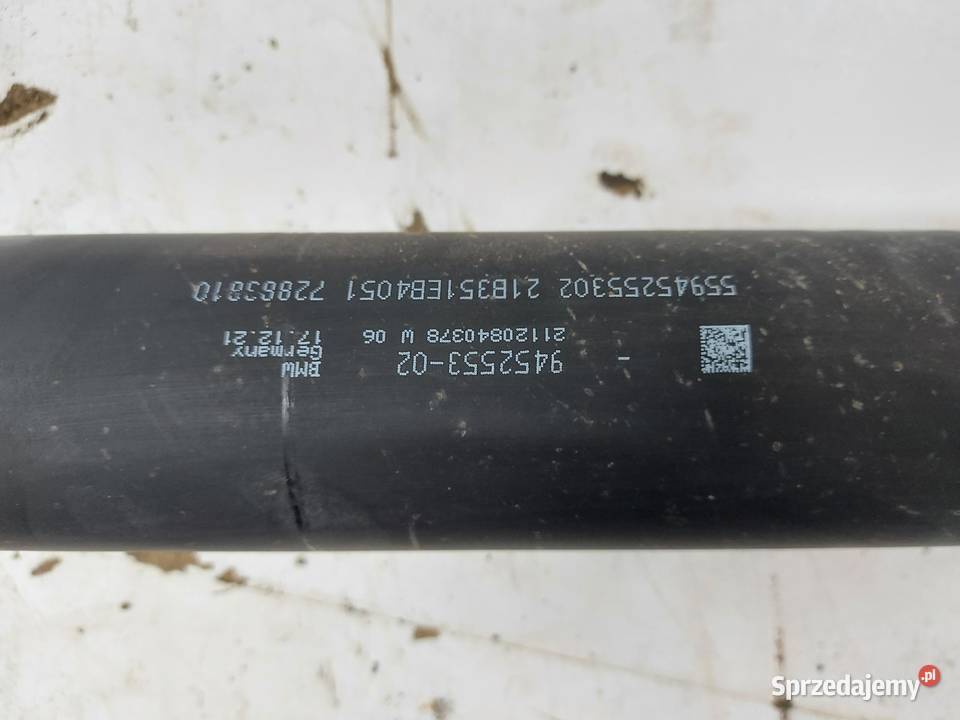 - 9452553-02
21120840378 W 06
BMW
Germany
17.12.21
55945255302 21B351EB4051 72883810
Sprzedajemy.pl